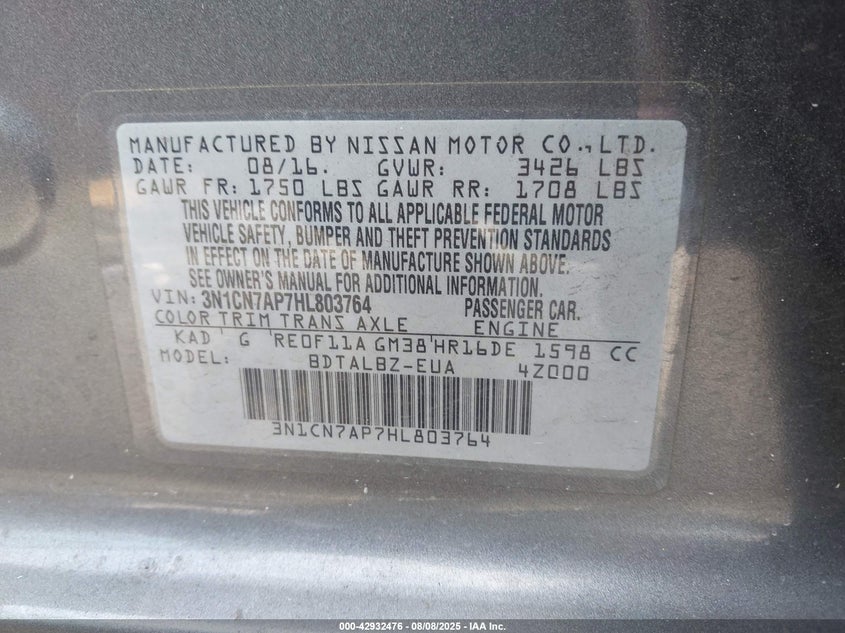 MANUFACTURED BY NISSAN MOTOR CO., LTD.
DATE: 08/16. GVWR: 3426 LBS
GAWR FR: 1750 LBS GAWR RR: 1708 LBS
THIS VEHICLE CONFORMS TO ALL APPLICABLE FEDERAL MOTOR
VEHICLE SAFETY, BUMPER AND THEFT PREVENTION STANDARDS
IN EFFECT ON THE DATE OF MANUFACTURE SHOWN ABOVE.
SEE OWNER'S MANUAL FOR ADDITIONAL INFORMATION.
VIN: 3N1CN7AP7HL803764 PASSENGER CAR.
COLOR TRIM TRANS AXLE ENGINE
KAD ' G 'RE0F11A GM38'HR16DE 1598 CC
MODEL: BDTALBZ-EUA 4Z000
3N1CN7AP7HL803764
000-42932476 - 08/08/2025 - IAA Inc.